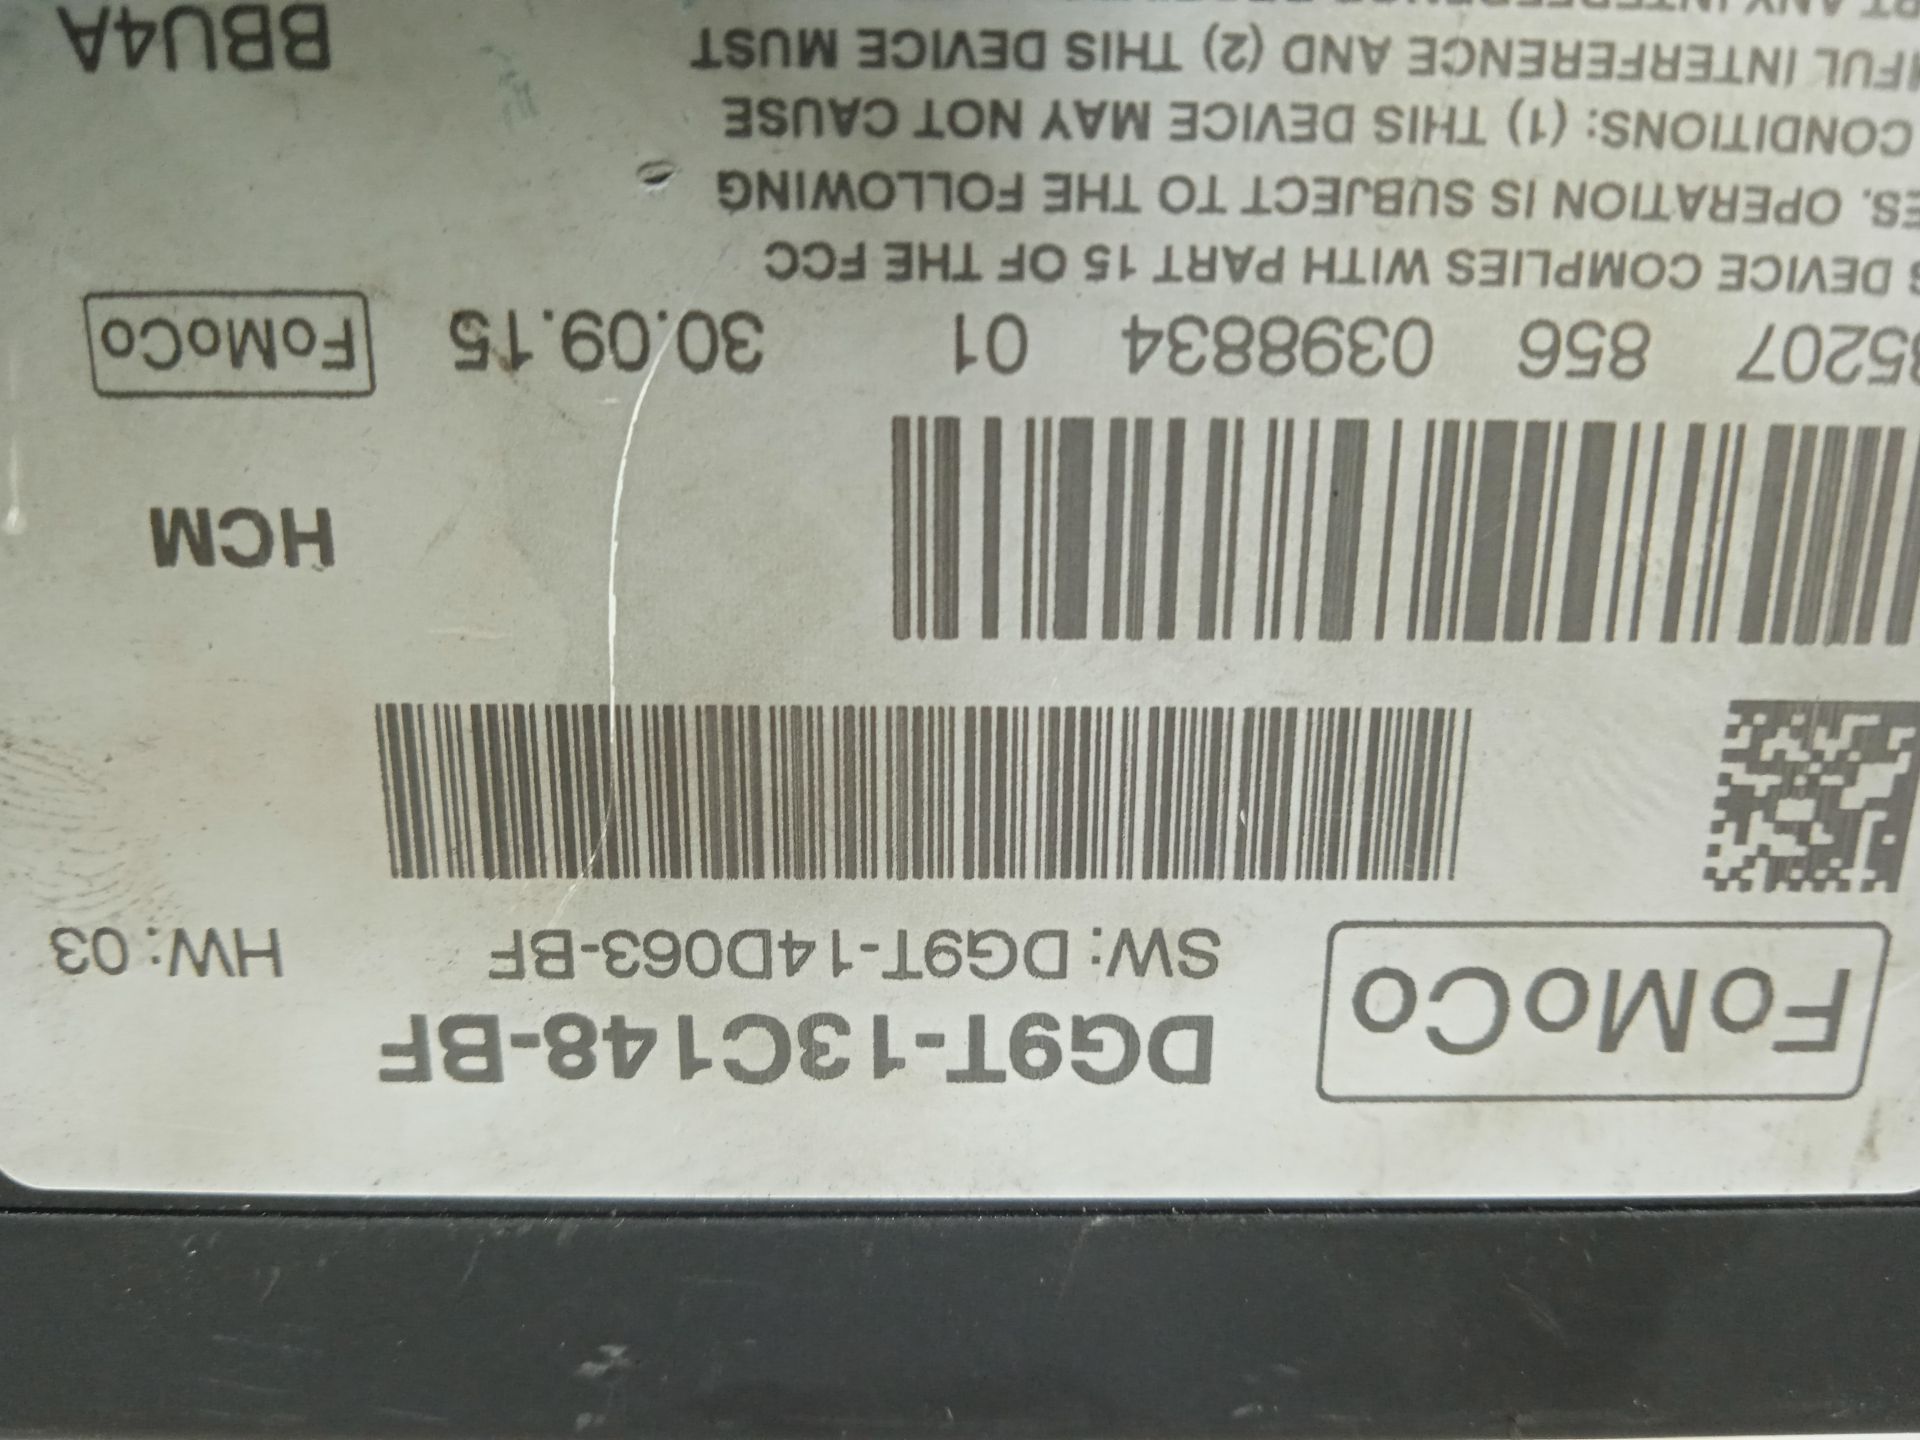 FoMoCo DG9T-13C148-BF
SW: DG9T-14D063-BF HW: 03
HCM
5207 856 0398834 01 30.09.15 FoMoCo
DEVICE COMPLIES WITH PART 15 OF THE FCC
ES. OPERATION IS SUBJECT TO THE FOLLOWING
CONDITIONS: (1) THIS DEVICE MAY NOT CAUSE
FUL INTERFERENCE AND (2) THIS DEVICE MUST
BBU4A
ANY